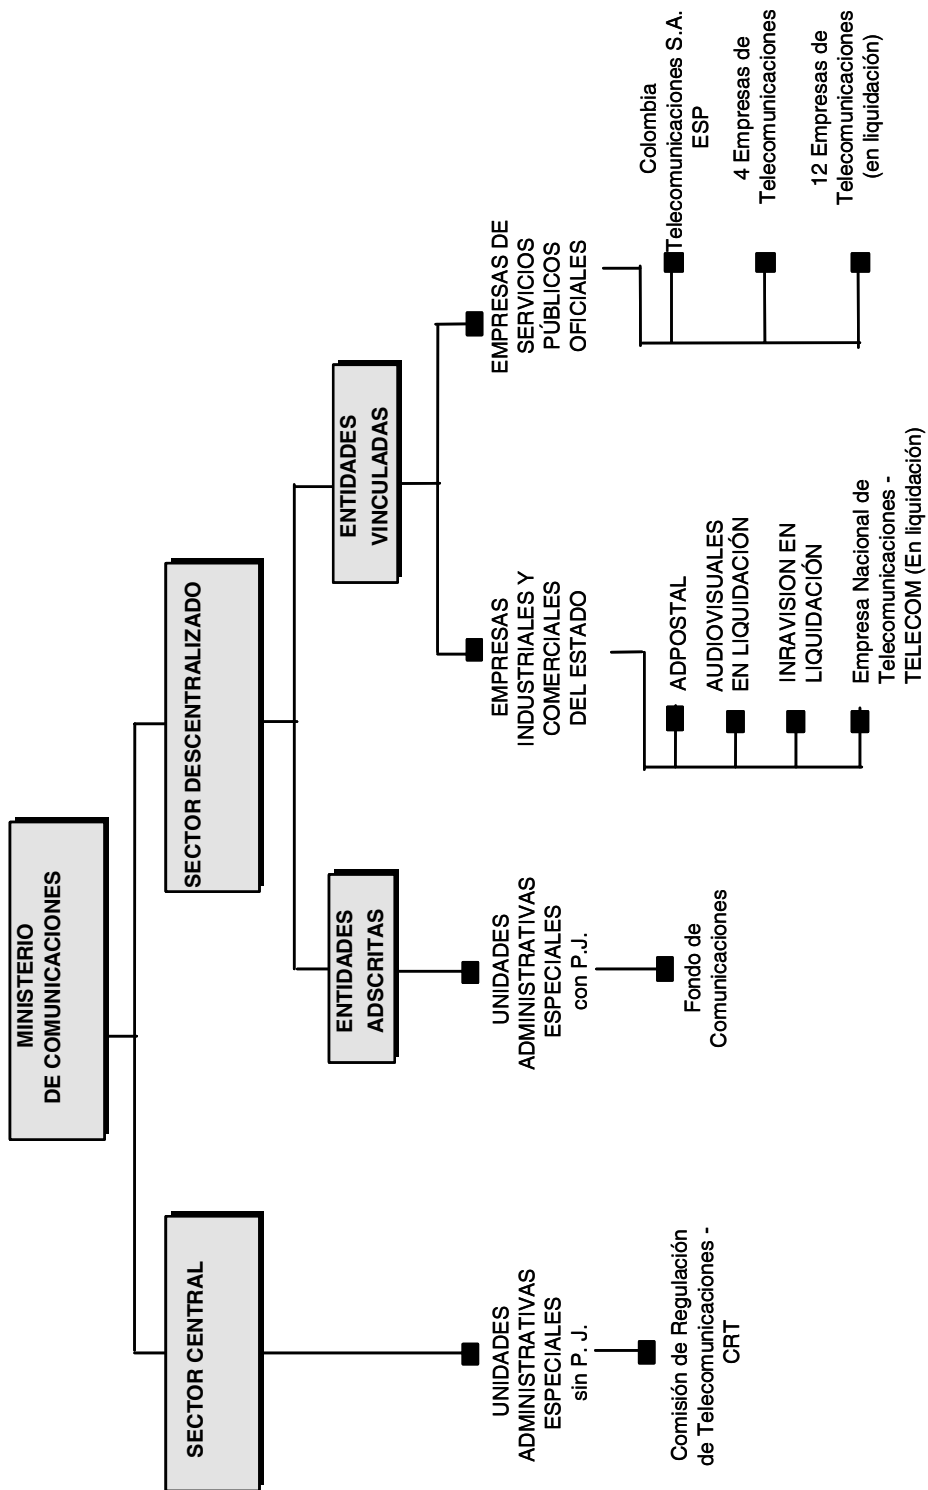 MINISTERIO
DE COMUNICACIONES
SECTOR CENTRAL
SECTOR DESCENTRALIZADO
ENTIDADES
ADSCRITAS
ENTIDADES
VINCULADAS
UNIDADES
ADMINISTRATIVAS
ESPECIALES
sin P. J.
UNIDADES
ADMINISTRATIVAS
ESPECIALES
con P.J.
EMPRESAS
INDUSTRIALES Y
COMERCIALES
DEL ESTADO
EMPRESAS DE
SERVICIOS
PÚBLICOS
OFICIALES
Comisión de Regulación
de Telecomunicaciones -
CRT
Fondo de
Comunicaciones
ADPOSTAL
AUDIOVISUALES
EN LIQUIDACIÓN
INRAVISION EN
LIQUIDACIÓN
Empresa Nacional de
Telecomunicaciones -
TELECOM (En liquidación)
Colombia
Telecomunicaciones S.A.
ESP
4 Empresas de
Telecomunicaciones
12 Empresas de
Telecomunicaciones
(en liquidación)